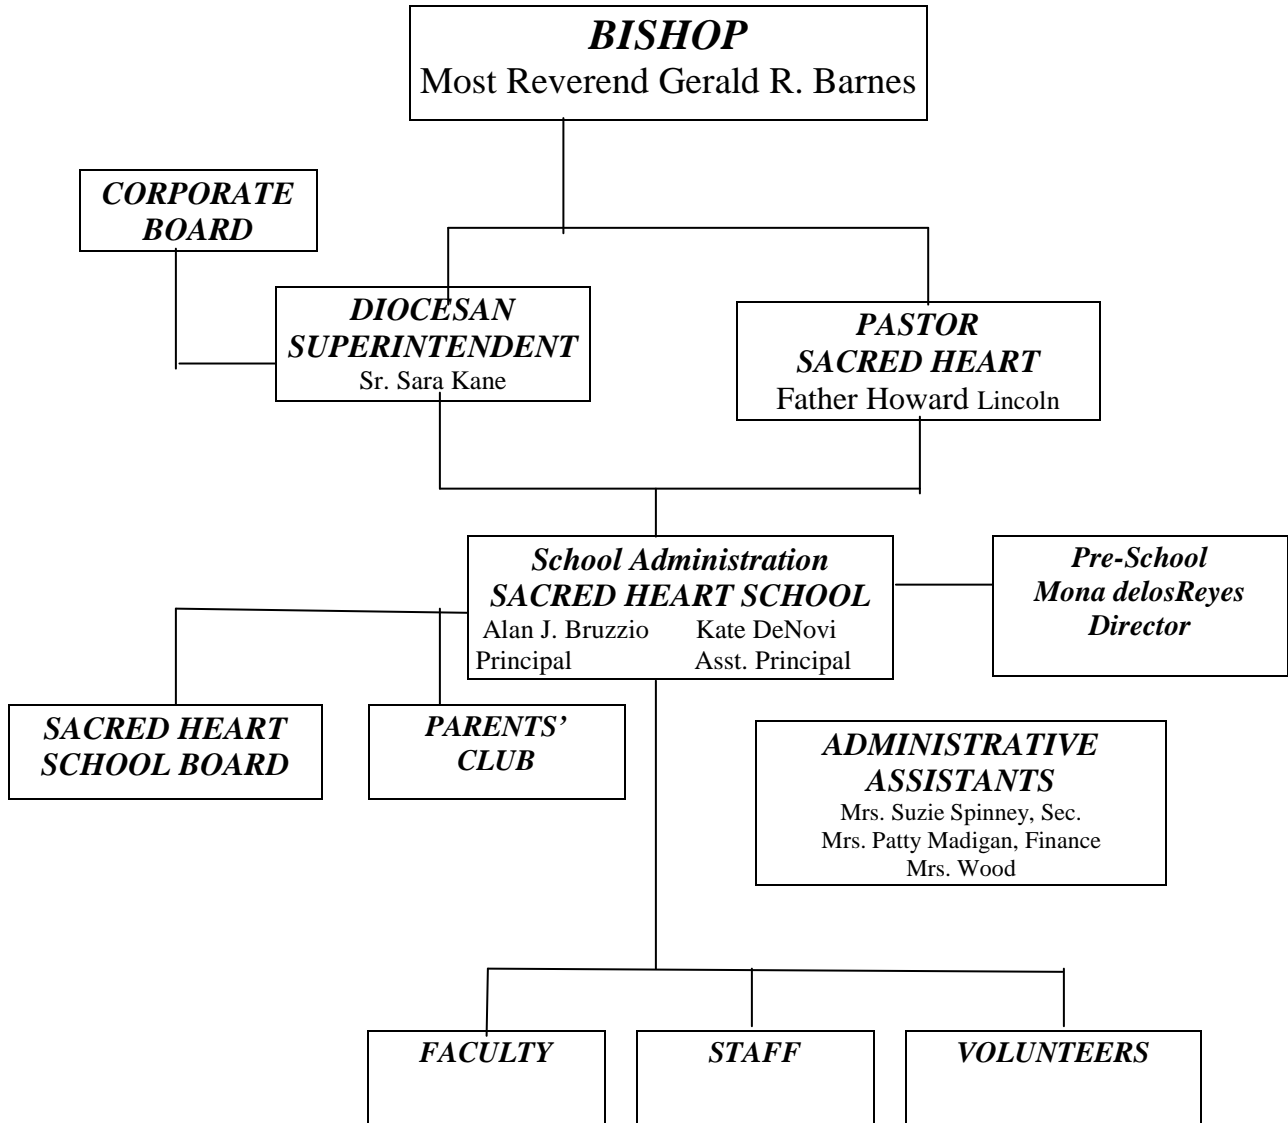 BISHOP
Most Reverend Gerald R. Barnes
CORPORATE
BOARD
DIOCESAN
SUPERINTENDENT
Sr. Sara Kane
PASTOR
SACRED HEART
Father Howard Lincoln
School Administration
SACRED HEART SCHOOL
Alan J. Bruzzio Kate DeNovi
Principal Asst. Principal
Pre-School
Mona delosReyes
Director
SACRED HEART
SCHOOL BOARD
PARENTS’
CLUB
ADMINISTRATIVE
ASSISTANTS
Mrs. Suzie Spinney, Sec.
Mrs. Patty Madigan, Finance
Mrs. Wood
FACULTY
STAFF
VOLUNTEERS